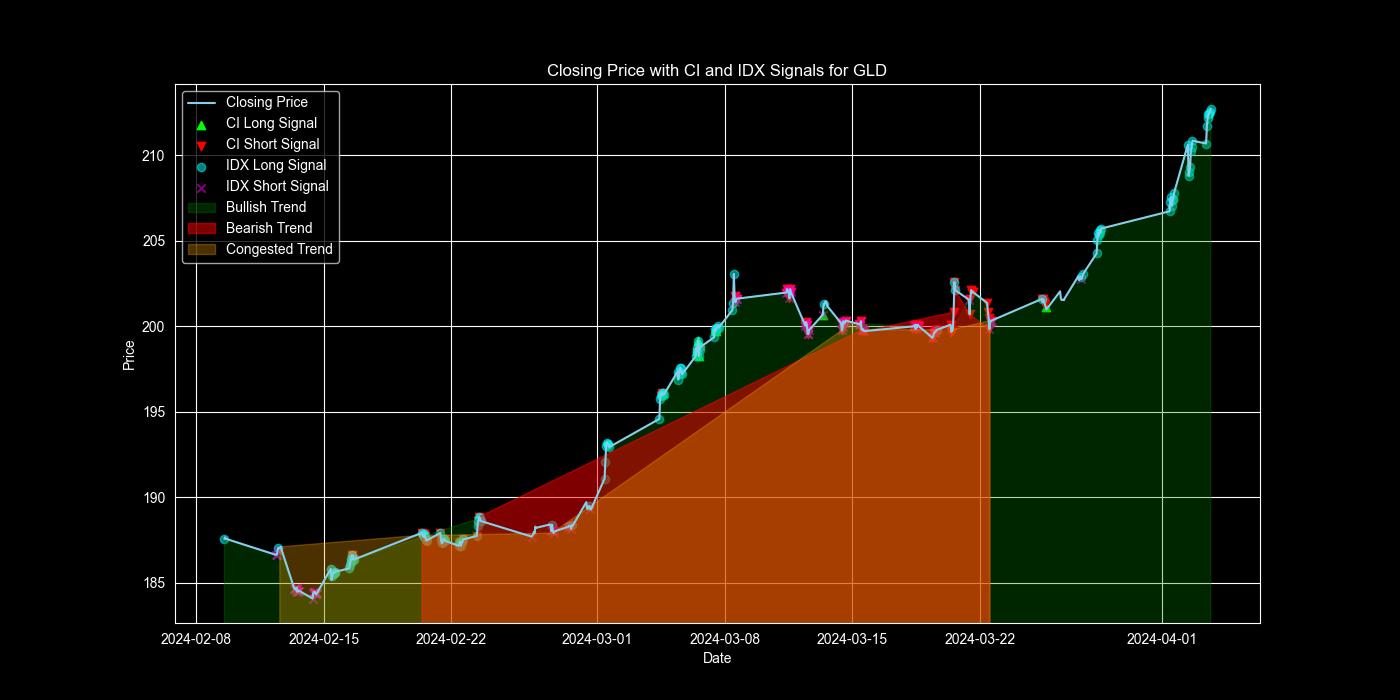 Closing Price with CI and IDX Signals for GLD
Closing Price
CI Long Signal
CI Short Signal
IDX Long Signal
IDX Short Signal
Bullish Trend
Bearish Trend
Congested Trend
Price
210
205
200
195
190
185
2024-02-08 2024-02-15 2024-02-22 2024-03-01 2024-03-08 2024-03-15 2024-03-22 2024-04-01
Date